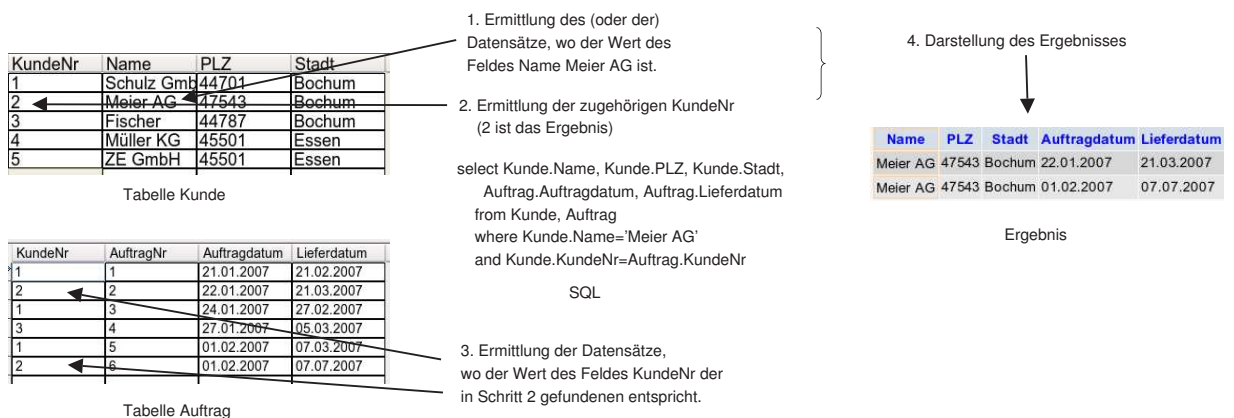 1. Ermittlung des (oder der)
Datensätze, wo der Wert des
Feldes Name Meier AG ist.
4. Darstellung des Ergebnisses
KundeNr Name PLZ Stadt
1 Schulz Gmb 44701 Bochum
2 Meier AG 47543 Bochum
3 Fischer 44787 Bochum
4 Müller KG 45501 Essen
5 ZE GmbH 45501 Essen
Tabelle Kunde
2. Ermittlung der zugehörigen KundeNr
(2 ist das Ergebnis)
select Kunde.Name, Kunde.PLZ, Kunde.Stadt,
Auftrag.Auftragdatum, Auftrag.Lieferdatum
from Kunde, Auftrag
where Kunde.Name='Meier AG'
and Kunde.KundeNr=Auftrag.KundeNr
SQL
Name PLZ Stadt Auftragdatum Lieferdatum
Meier AG 47543 Bochum 22.01.2007 21.03.2007
Meier AG 47543 Bochum 01.02.2007 07.07.2007
Ergebnis
KundeNr AuftragNr Auftragdatum Lieferdatum
1 1 21.01.2007 21.02.2007
2 2 22.01.2007 21.03.2007
1 3 24.01.2007 27.02.2007
3 4 27.01.2007 05.03.2007
1 5 01.02.2007 07.03.2007
2 6 01.02.2007 07.07.2007
Tabelle Auftrag
3. Ermittlung der Datensätze,
wo der Wert des Feldes KundeNr der
in Schritt 2 gefundenen entspricht.